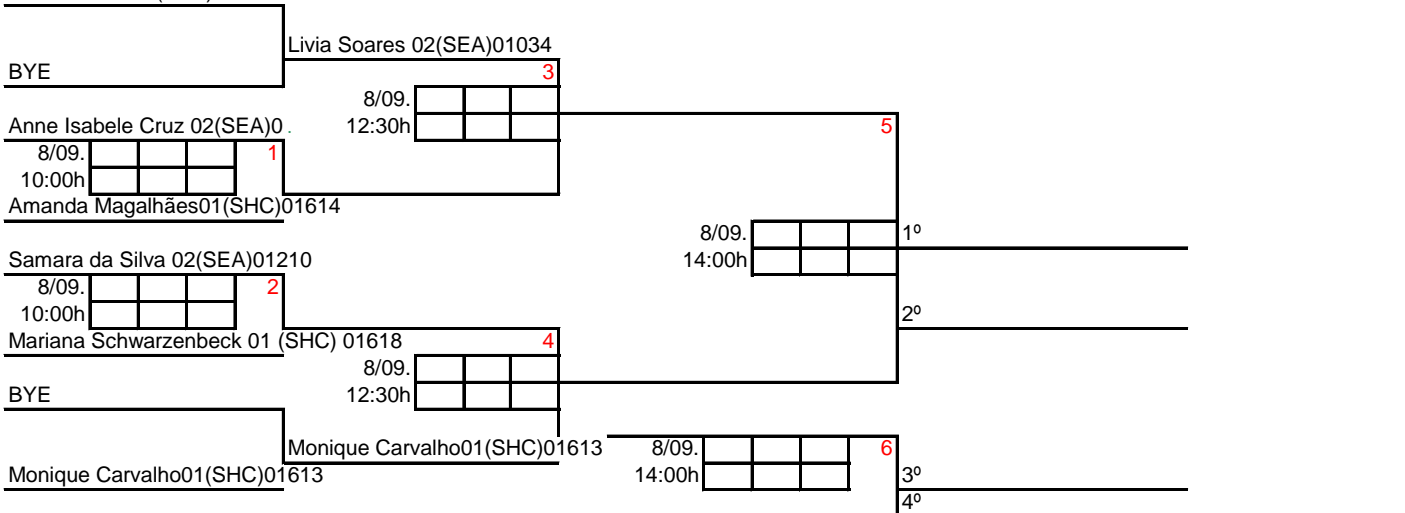 Livia Soares 02(SEA)01034
BYE
3
8/09.
12:30h
Anne Isabele Cruz 02(SEA)0
5
8/09.
1
10:00h
Amanda Magalhães01(SHC)01614
8/09.
1º
14:00h
Samara da Silva 02(SEA)01210
8/09.
2
10:00h
2º
Mariana Schwarzenbeck 01 (SHC) 01618
4
8/09.
12:30h
BYE
Monique Carvalho01(SHC)01613
8/09.
6
14:00h
Monique Carvalho01(SHC)01613
3º
4º